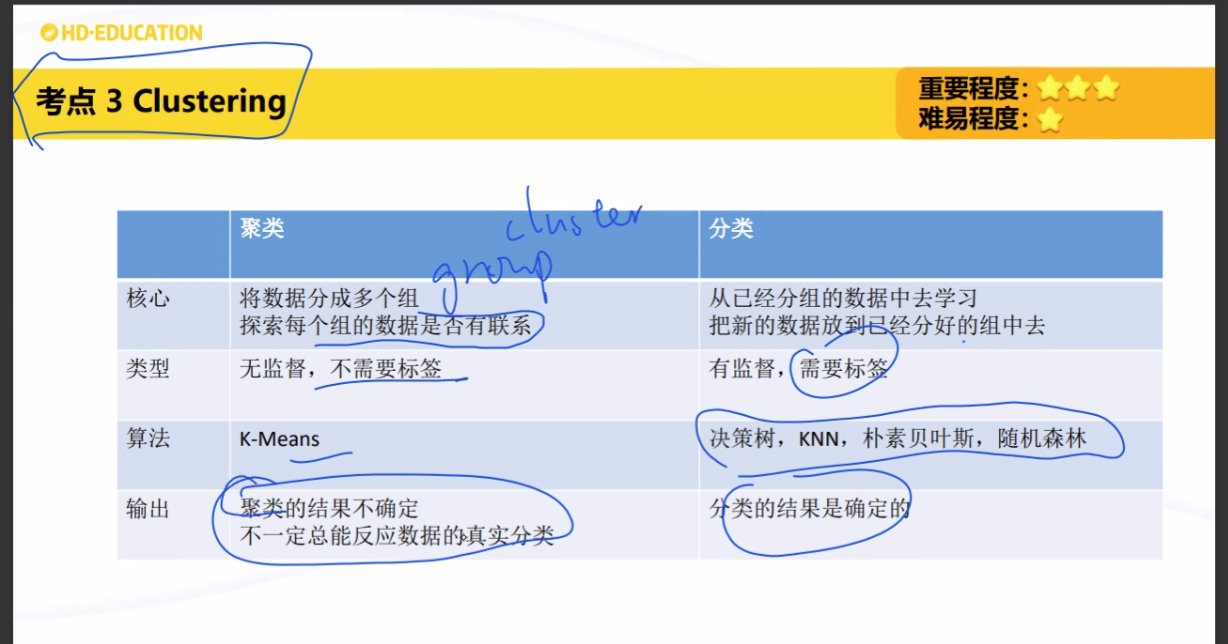 HD·EDUCATION
考点 3 Clustering
重要程度：
难易程度：
cluster
group
聚类
分类
核心
将数据分成多个组
探索每个组的数据是否有联系
从已经分组的数据中去学习
把新的数据放到已经分好的组中去
类型
无监督，不需要标签
有监督，需要标签
算法
K-Means
决策树，KNN，朴素贝叶斯，随机森林
输出
聚类的结果不确定
不一定总能反应数据的真实分类
分类的结果是确定的